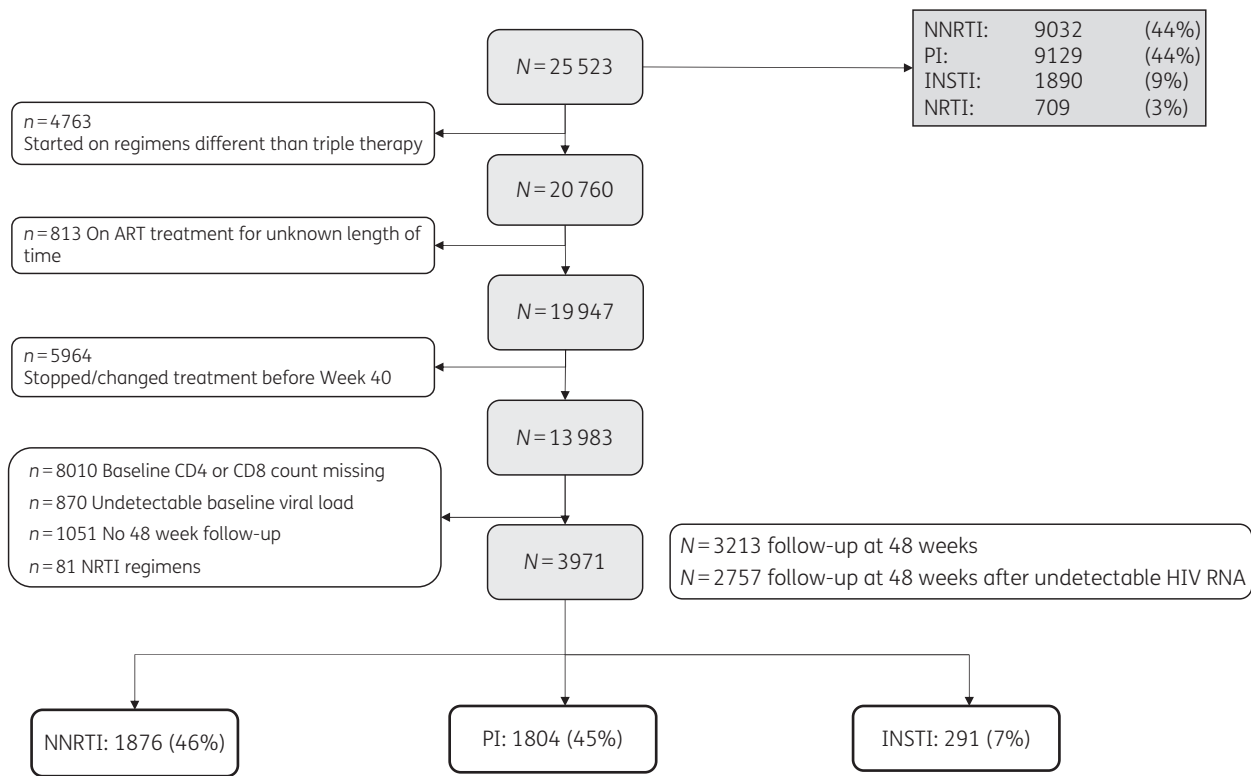 N=25 523
NNRTI: 9032 (44%)
PI: 9129 (44%)
INSTI: 1890 (9%)
NRTI: 709 (3%)
n=4763
Started on regimens different than triple therapy
N=20 760
n=813 On ART treatment for unknown length of
time
N=19 947
n=5964
Stopped/changed treatment before Week 40
N=13 983
n=8010 Baseline CD4 or CD8 count missing
n=870 Undetectable baseline viral load
n=1051 No 48 week follow-up
n=81 NRTI regimens
N=3971
N=3213 follow-up at 48 weeks
N=2757 follow-up at 48 weeks after undetectable HIV RNA
NNRTI: 1876 (46%)
PI: 1804 (45%)
INSTI: 291 (7%)